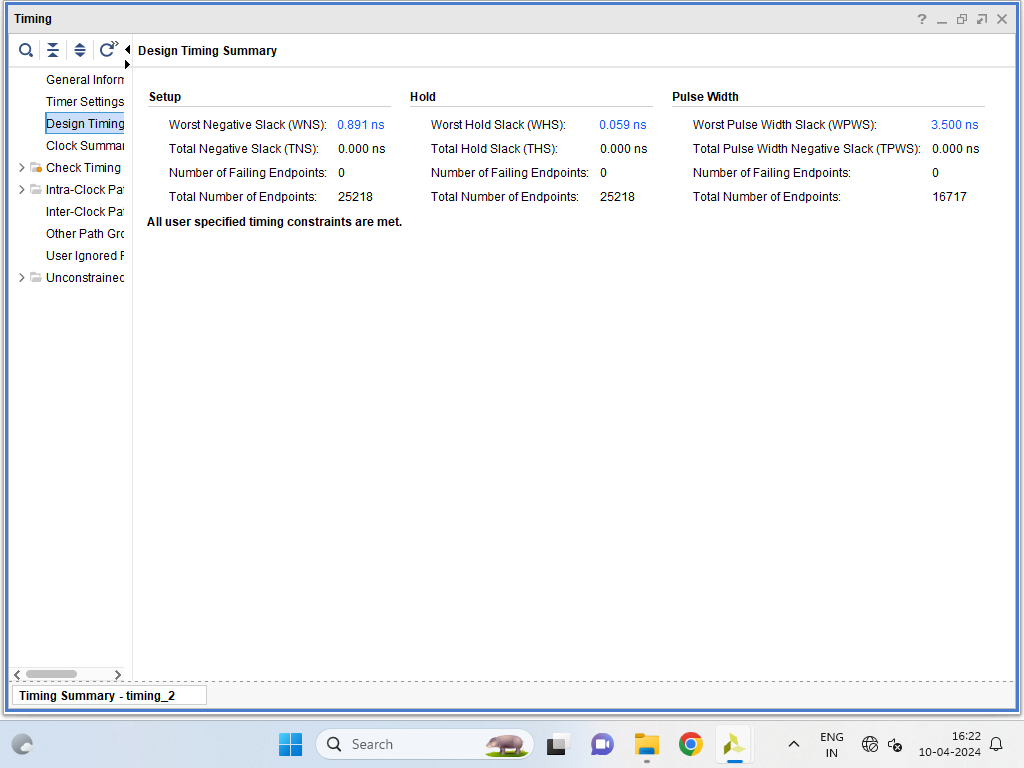 Timing
Design Timing Summary
General Inform
Timer Settings
Design Timing
Clock Summar
Check Timing
Intra-Clock Pa
Inter-Clock Pa
Other Path Gro
User Ignored P
Unconstrained
Setup
Worst Negative Slack (WNS): 0.891 ns
Total Negative Slack (TNS): 0.000 ns
Number of Failing Endpoints: 0
Total Number of Endpoints: 25218
Hold
Worst Hold Slack (WHS): 0.059 ns
Total Hold Slack (THS): 0.000 ns
Number of Failing Endpoints: 0
Total Number of Endpoints: 25218
Pulse Width
Worst Pulse Width Slack (WPWS): 3.500 ns
Total Pulse Width Negative Slack (TPWS): 0.000 ns
Number of Failing Endpoints: 0
Total Number of Endpoints: 16717
All user specified timing constraints are met.
Timing Summary - timing_2
Search
ENG
IN
16:22
10-04-2024